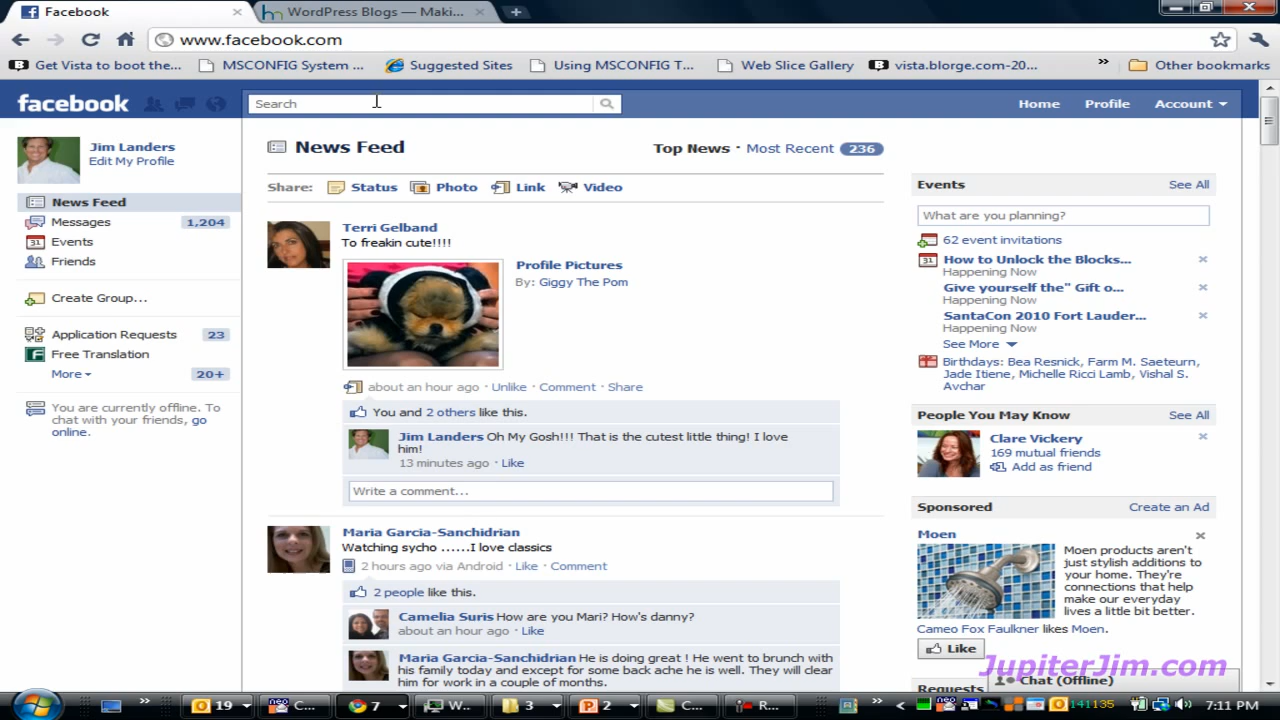 Facebook
WordPress Blogs — Maki...
www.facebook.com
Get Vista to boot the...
MSCONFIG System ...
Suggested Sites
Using MSCONFIG T...
Web Slice Gallery
vista.blorge.com-20...
Other bookmarks
facebook
Search
Home
Profile
Account
Jim Landers
Edit My Profile
News Feed
Messages 1,204
Events
Friends
Create Group...
Application Requests 23
Free Translation
More 20+
You are currently offline. To
chat with your friends, go
online.
News Feed
Top News · Most Recent 236
Share: Status Photo Link Video
Terri Gelband
To freakin cute!!!!
Profile Pictures
By: Giggy The Pom
about an hour ago · Unlike · Comment · Share
You and 2 others like this.
Jim Landers Oh My Gosh!!! That is the cutest little thing! I love
him!
13 minutes ago · Like
Write a comment...
Maria Garcia-Sanchidrian
Watching sycho ......I love classics
2 hours ago via Android · Like · Comment
2 people like this.
Camelia Suris How are you Mari? How's danny?
about an hour ago · Like
Maria Garcia-Sanchidrian He is doing great ! He went to brunch with
his family today and except for some back ache he is well. They will clear
him for work in a couple of months.
Events See All
What are you planning?
62 event invitations
31 How to Unlock the Blocks...
Happening Now
Give yourself the" Gift o...
Happening Now
SantaCon 2010 Fort Lauder...
Happening Now
See More
Birthdays: Bea Resnick, Farm M. Saeteurn,
Jade Itiene, Michelle Ricci Lamb, Vishal S.
Avchar
People You May Know See All
Clare Vickery
169 mutual friends
Add as friend
Sponsored Create an Ad
Moen
Moen products aren't
just stylish additions to
your home. They're
connections that help
make our everyday
lives a little bit better.
Cameo Fox Faulkner likes Moen.
Like
JupiterJim.com
Requests
Chat (Offline)
19
C...
7
W...
3
2
C...
R...
141135
7:11 PM